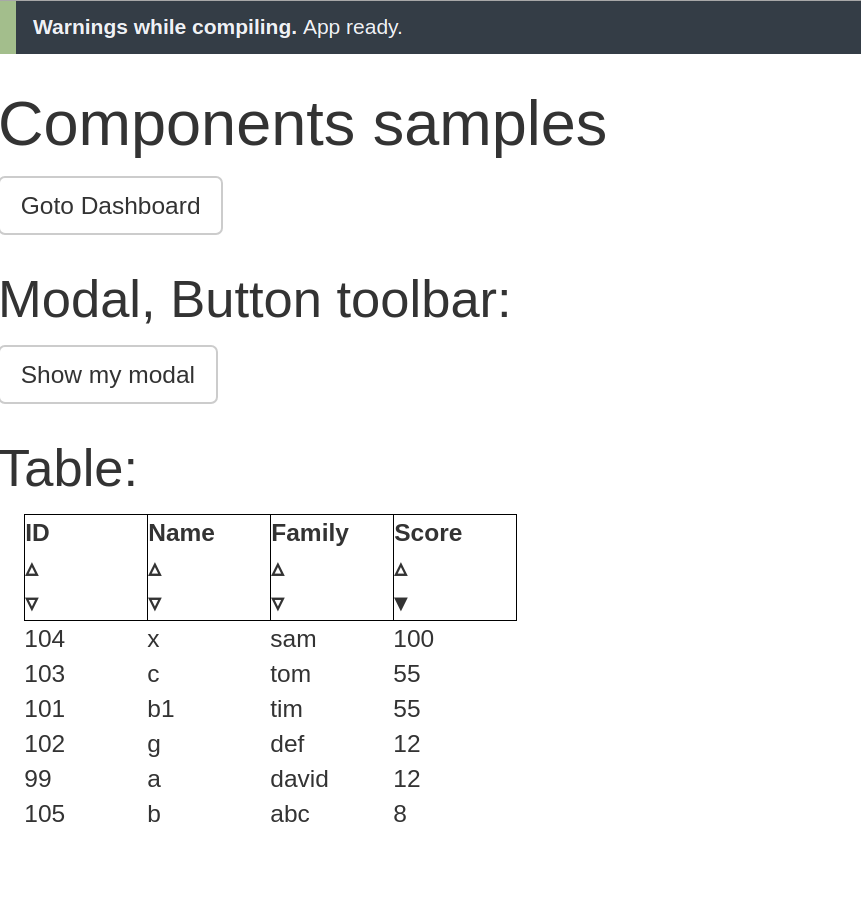 Warnings while compiling. App ready.
Components samples
Goto Dashboard
Modal, Button toolbar:
Show my modal
Table:
ID Name Family Score
△ △ △ △
▽ ▽ ▽ ▼
104 x sam 100
103 c tom 55
101 b1 tim 55
102 g def 12
99 a david 12
105 b abc 8